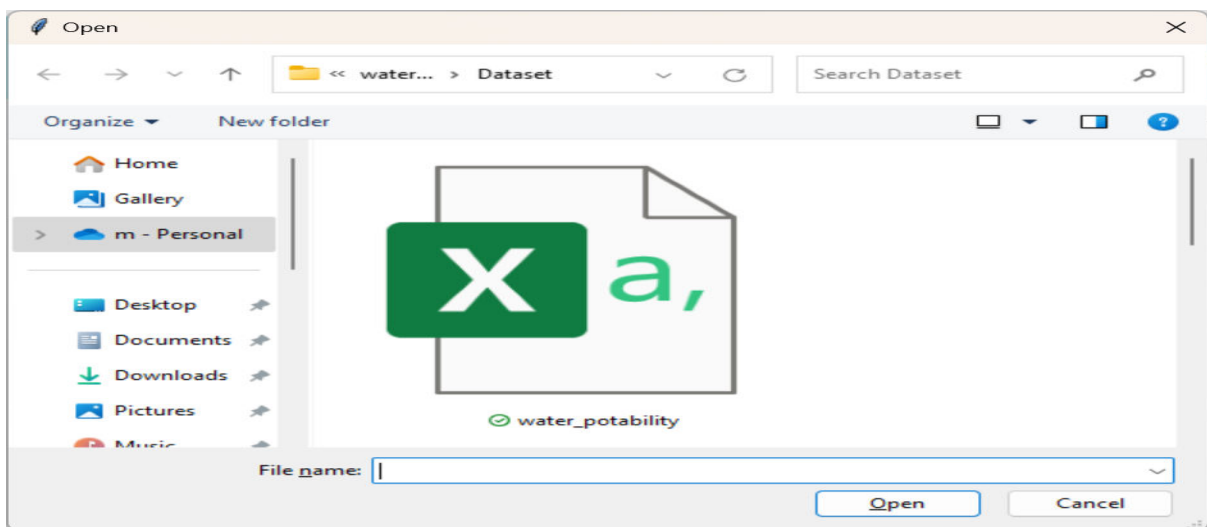 Open
« water... > Dataset
Search Dataset
Organize
New folder
Home
Gallery
m - Personal
Desktop
Documents
Downloads
Pictures
Music
X a,
water_potability
File name:
Open
Cancel